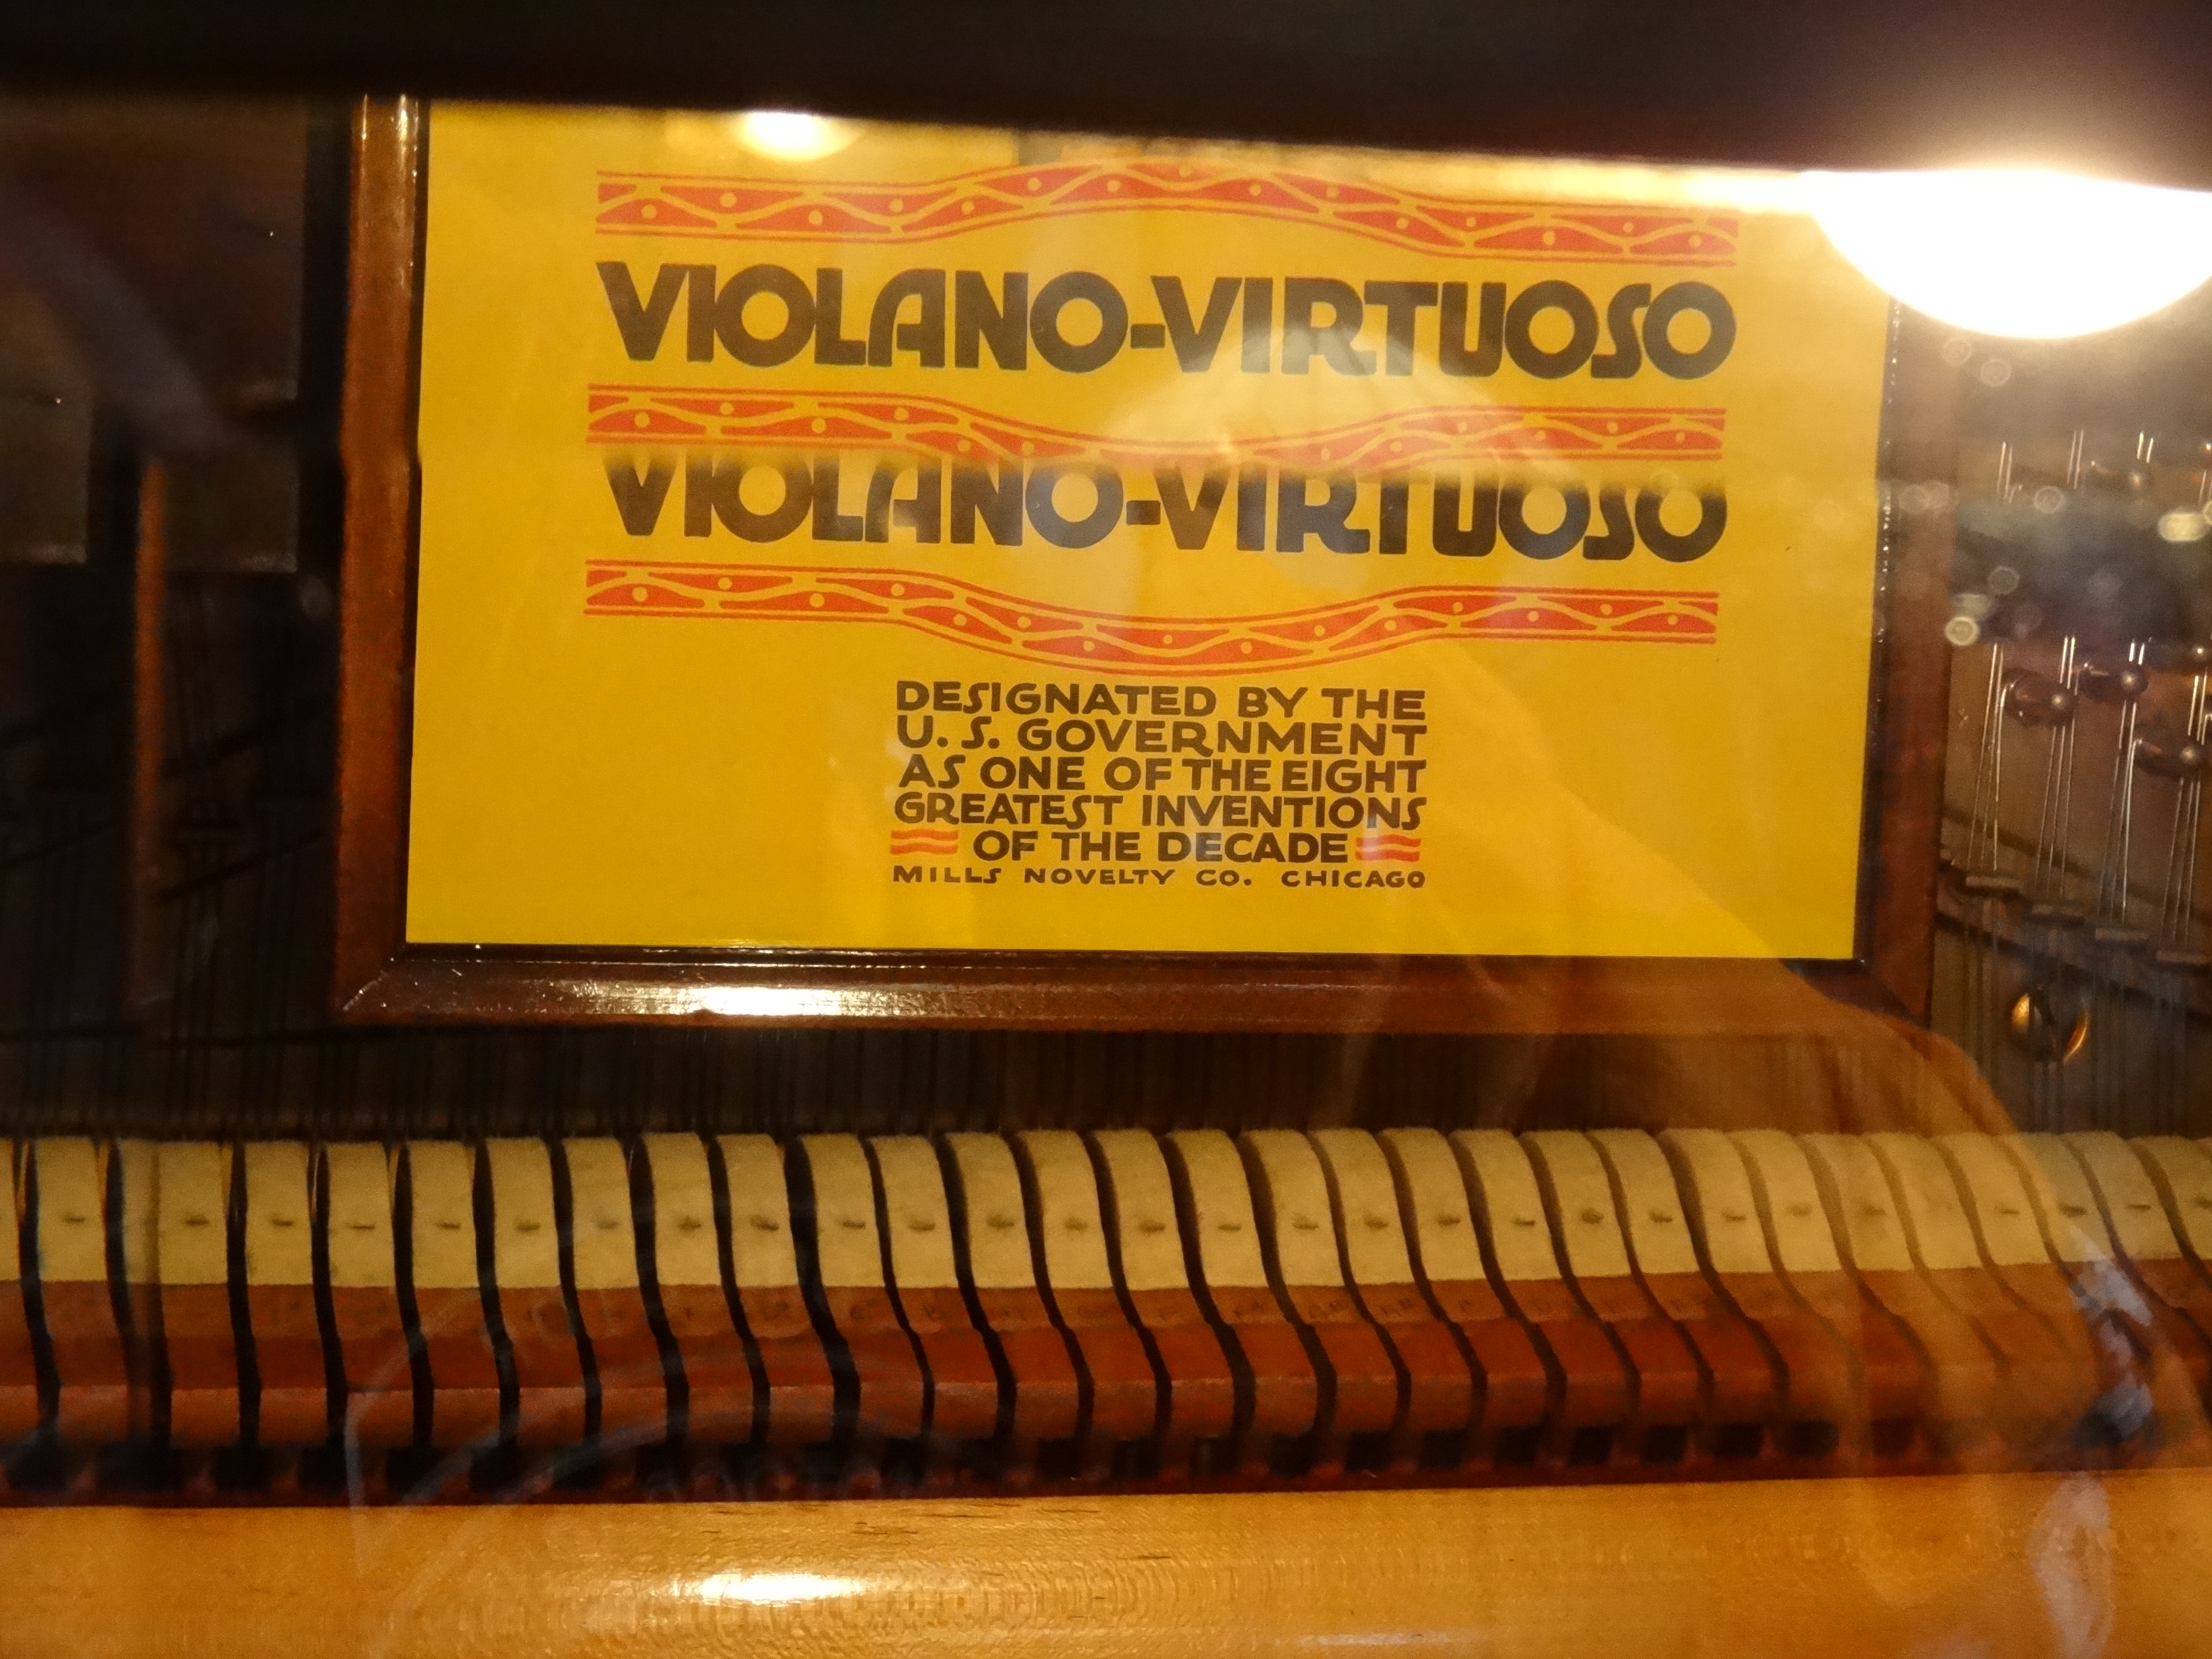 VIOLANO-VIRTUOSO
VIOLANO-VIRTUOSO
DESIGNATED BY THE
U. S. GOVERNMENT
AS ONE OF THE EIGHT
GREATEST INVENTIONS
OF THE DECADE
MILLS NOVELTY CO. CHICAGO